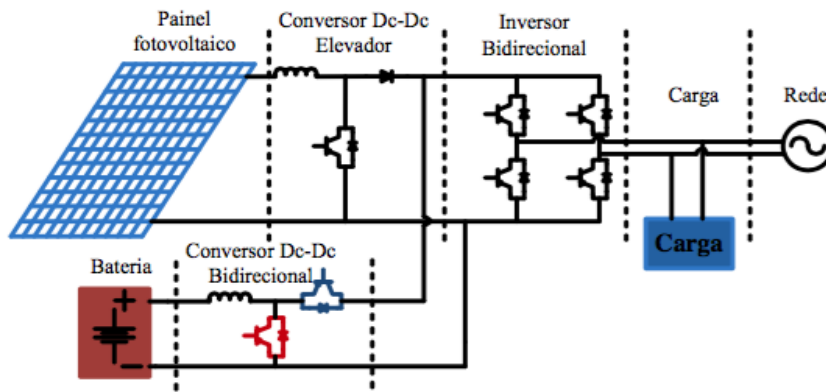 Painel
fotovoltaico
Conversor Dc-Dc
Elevador
Inversor
Bidirecional
Carga
Rede
Carga
Bateria
Conversor Dc-Dc
Bidirecional